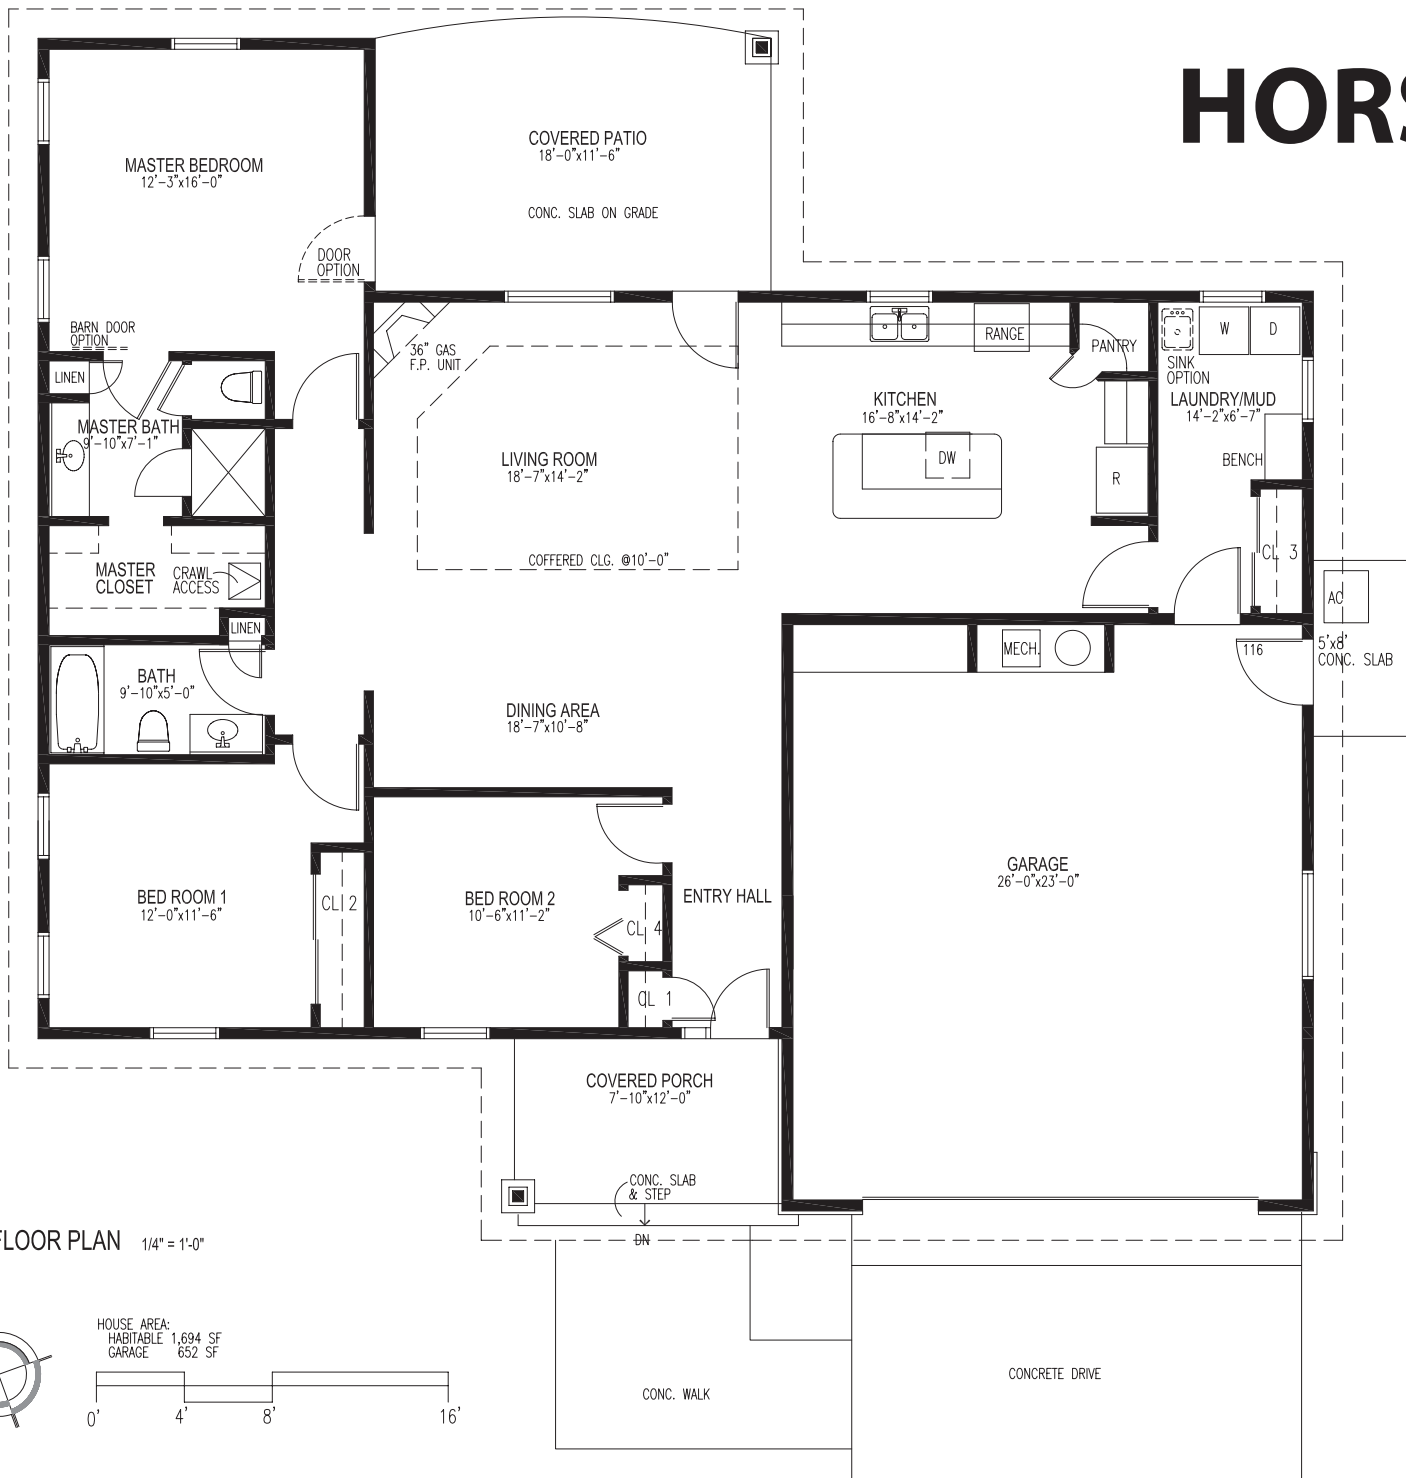 HORS
COVERED PATIO
18'-0"x11'-6"
CONC. SLAB ON GRADE
MASTER BEDROOM
12'-3"x16'-0"
DOOR
OPTION
BARN DOOR
OPTION
LINEN
MASTER BATH
9'-10"x7'-1"
36" GAS
F.P. UNIT
LIVING ROOM
18'-7"x14'-2"
COFFERED CLG. @10'-0"
KITCHEN
16'-8"x14'-2"
DW
RANGE
PANTRY
R
SINK
OPTION
W
D
LAUNDRY/MUD
14'-2"x6'-7"
BENCH
CL 3
MASTER
CLOSET
CRAWL
ACCESS
LINEN
BATH
9'-10"x5'-0"
DINING AREA
18'-7"x10'-8"
MECH.
116
AC
5'x8'
CONC. SLAB
BED ROOM 1
12'-0"x11'-6"
CL 2
BED ROOM 2
10'-6"x11'-2"
CL 4
CL 1
ENTRY HALL
GARAGE
26'-0"x23'-0"
COVERED PORCH
7'-10"x12'-0"
CONC. SLAB
& STEP
DN
FLOOR PLAN 1/4" = 1'-0"
HOUSE AREA:
HABITABLE 1,694 SF
GARAGE 652 SF
0' 4' 8' 16'
CONC. WALK
CONCRETE DRIVE